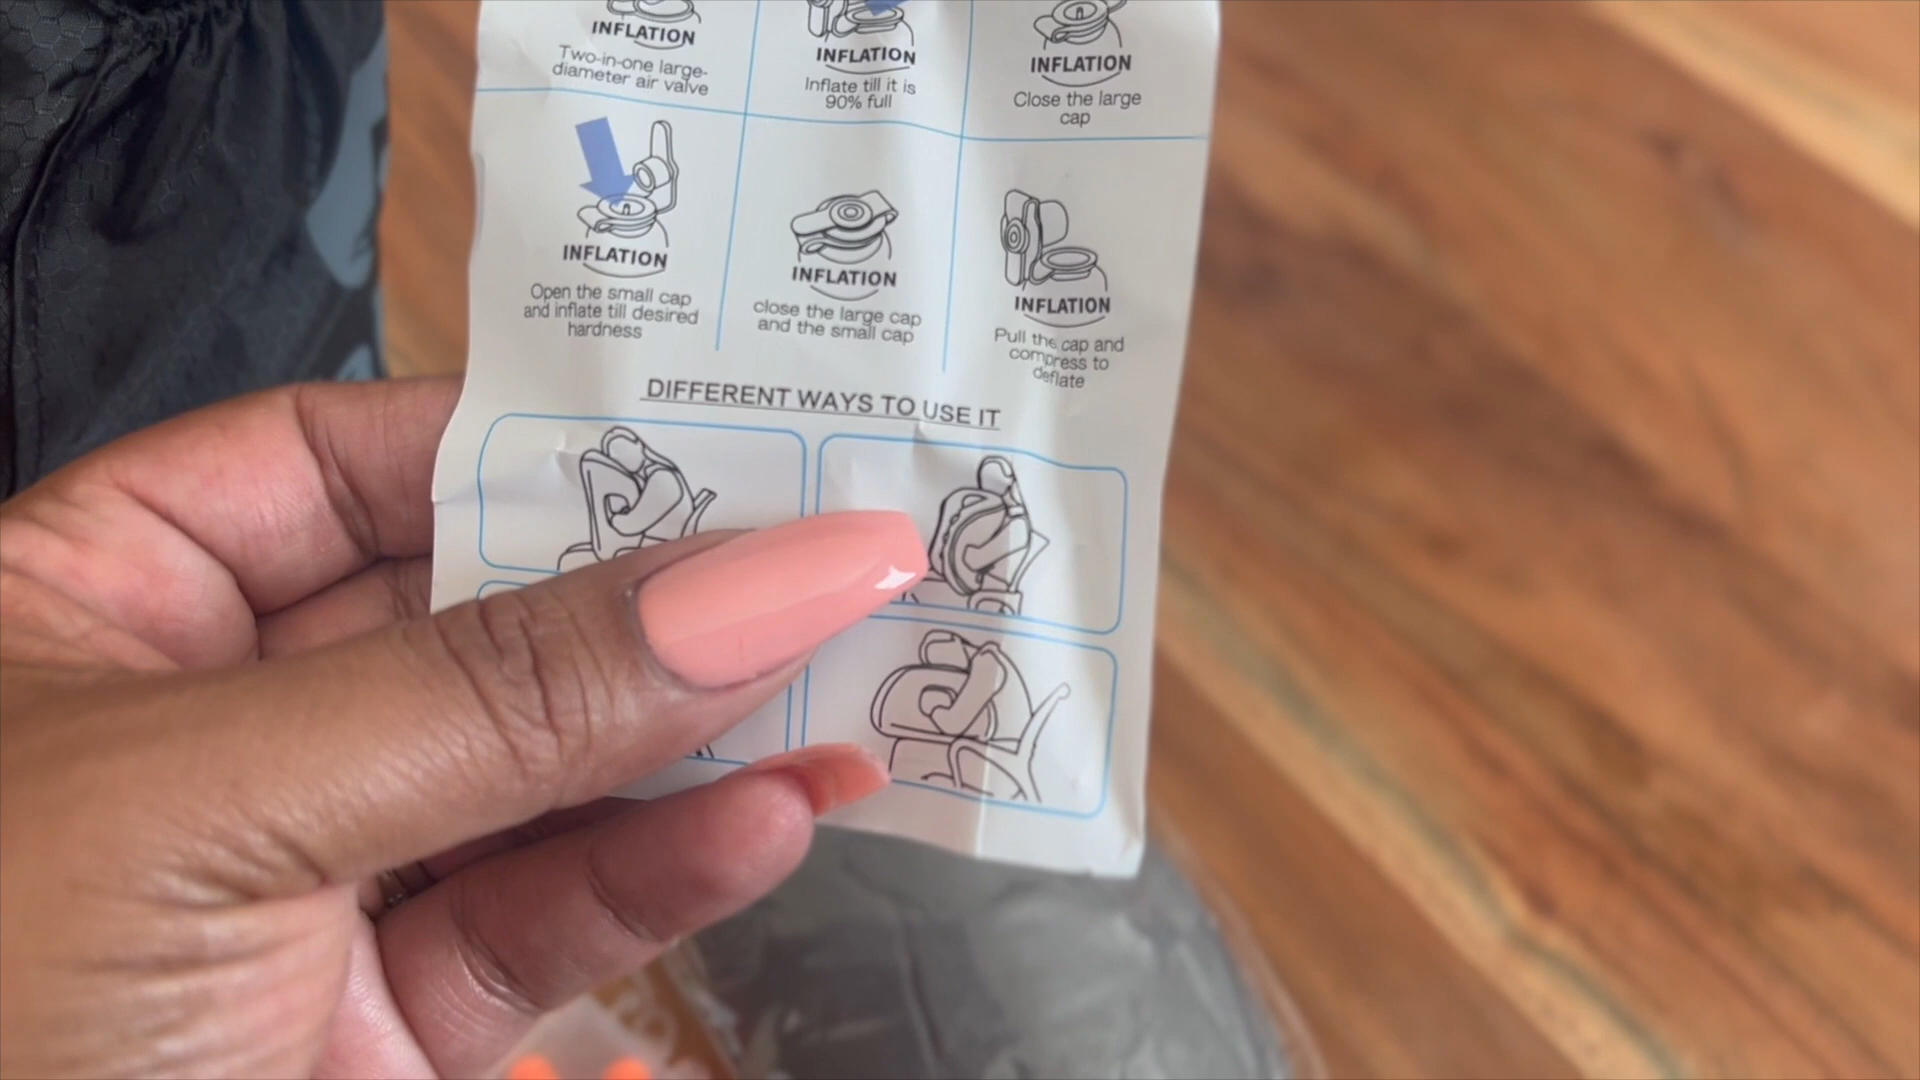 INFLATION
Two-in-one large-
diameter air valve
INFLATION
Inflate till it is
90% full
INFLATION
Close the large
cap
INFLATION
Open the small cap
and inflate till desired
hardness
INFLATION
close the large cap
and the small cap
INFLATION
Pull the cap and
compress to
deflate
DIFFERENT WAYS TO USE IT